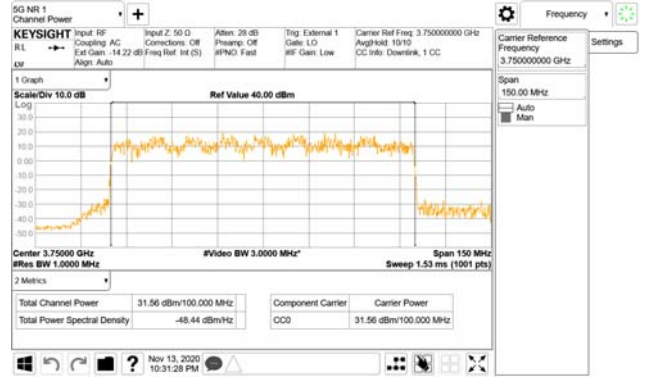 5G NR 1
Channel Power
+
Frequency
KEYSIGHT
RL
LV
Input: RF
Coupling: AC
Ext Gain: -14.22 dB
Align: Auto
Input Z: 50 Ω
Corrections: Off
Freq Ref: Int (S)
Atten: 28 dB
Preamp: Off
#PNO: Fast
Trig: External 1
Gate: LO
#IF Gain: Low
Carrier Ref Freq: 3.750000000 GHz
Avg|Hold: 10/10
CC Info: Downlink, 1 CC
Carrier Reference
Frequency
3.750000000 GHz
Settings
Span
150.00 MHz
Auto
Man
1 Graph
Scale/Div 10.0 dB
Ref Value 40.00 dBm
Log
30.0
20.0
10.0
0.00
-10.0
-20.0
-30.0
-40.0
-50.0
Center 3.75000 GHz
#Video BW 3.0000 MHz*
Span 150 MHz
#Res BW 1.0000 MHz
Sweep 1.53 ms (1001 pts)
2 Metrics
Total Channel Power 31.56 dBm/100.000 MHz
Total Power Spectral Density -48.44 dBm/Hz
Component Carrier Carrier Power
CC0 31.56 dBm/100.000 MHz
?
Nov 13, 2020
10:31:28 PM